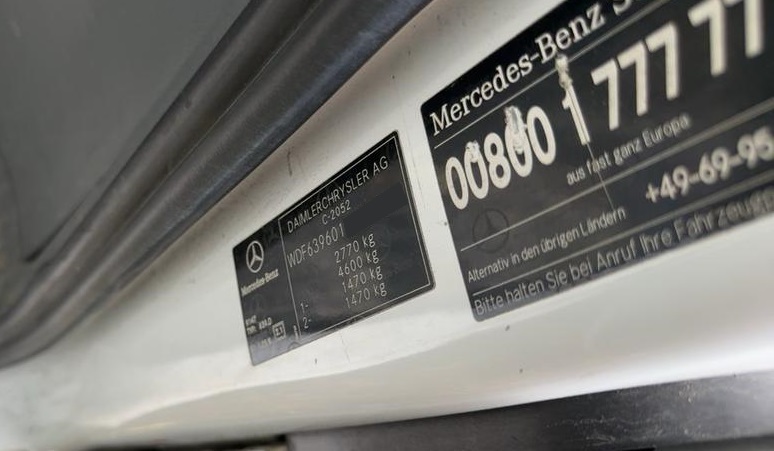 DAIMLERCHRYSLER AG
C-2052
WDF639601
2770 kg
4600 kg
1- 1470 kg
2- 1470 kg
Mercedes-Benz
Mercedes-Benz
00800 1 777 77
aus fast ganz Europa
+49-69-95
Alternativ in den übrigen Ländern
Bitte halten Sie bei Anruf Ihre